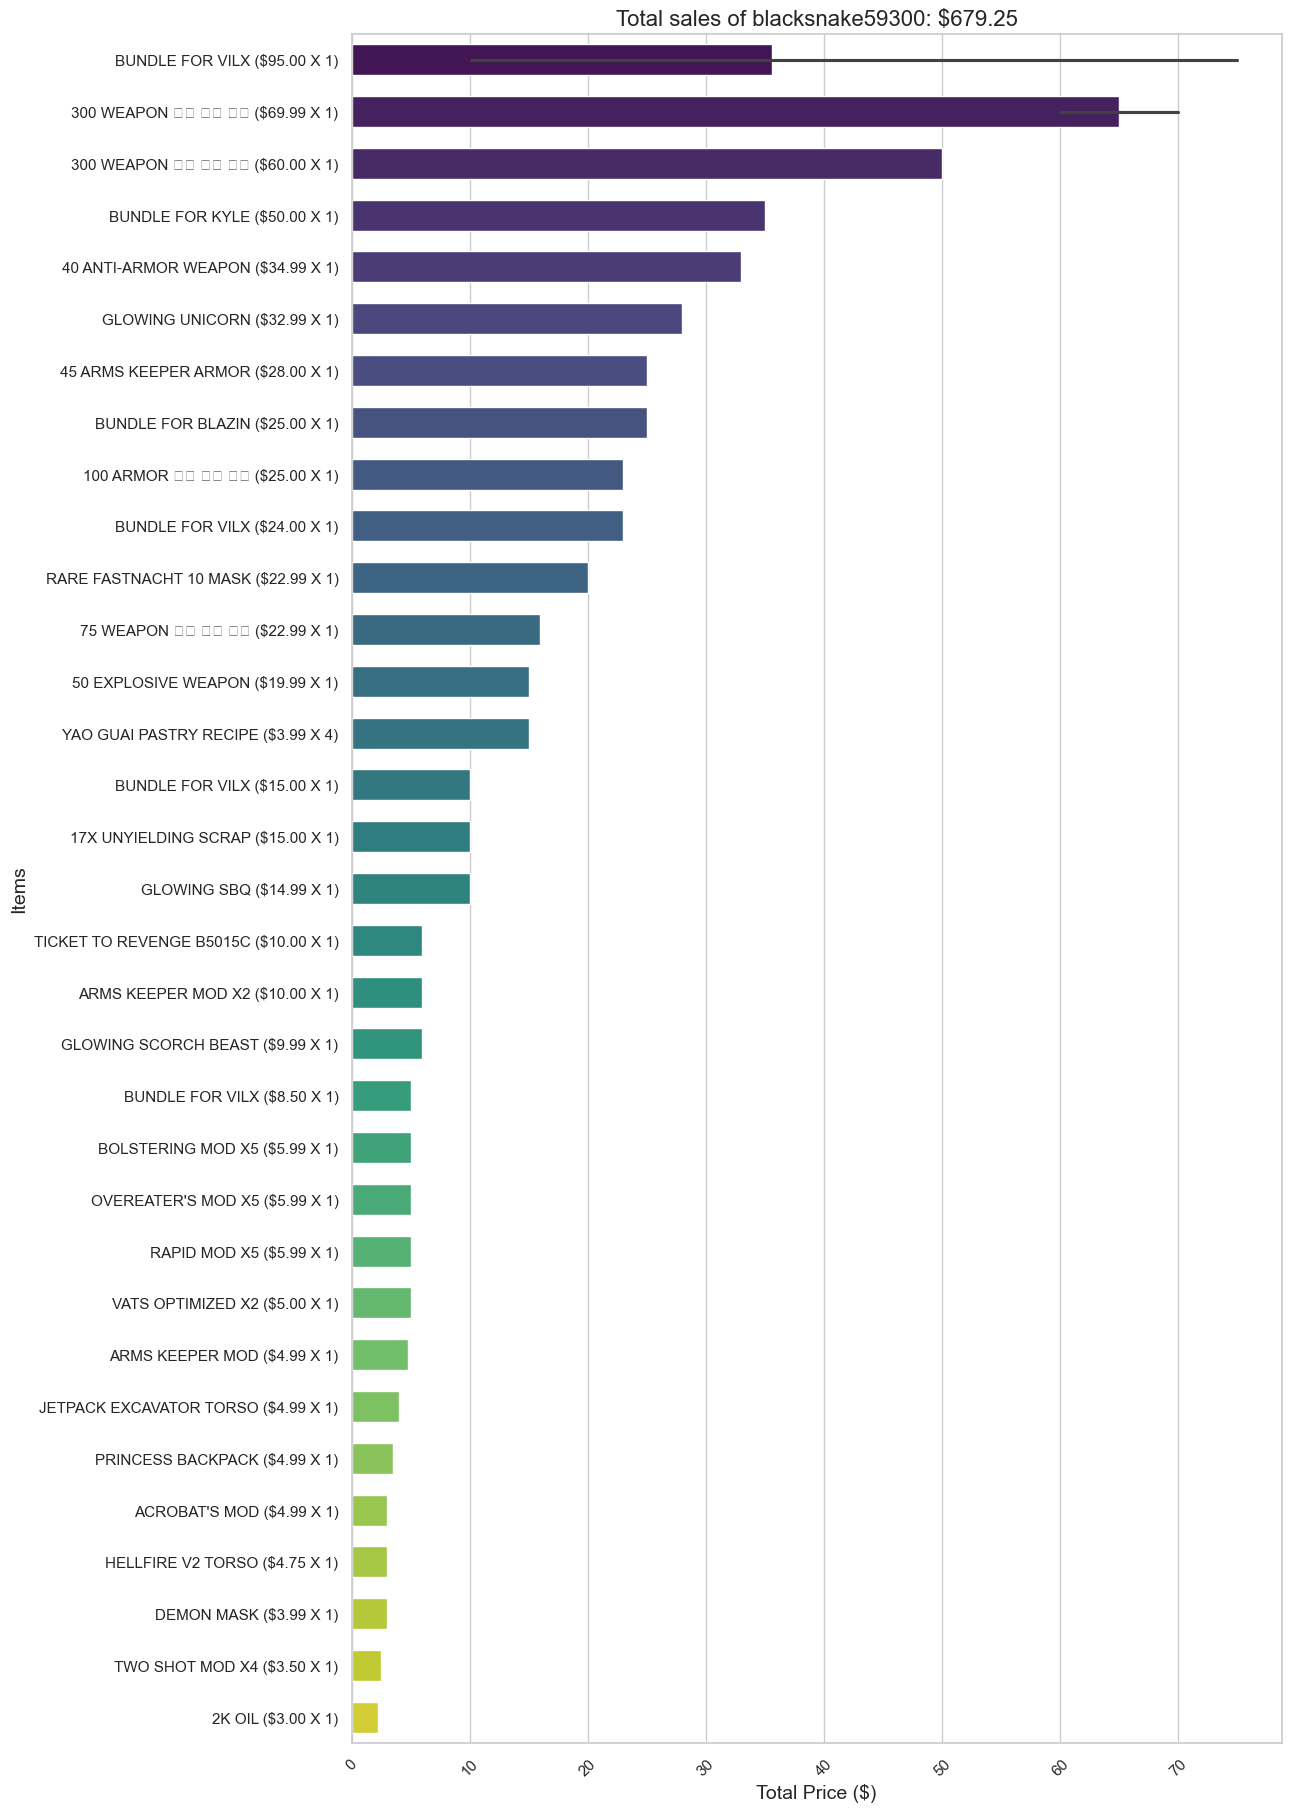 Total sales of blacksnake59300: $679.25
BUNDLE FOR VILX ($95.00 X 1)
300 WEAPON □□ □□ □□ ($69.99 X 1)
300 WEAPON □□ □□ □□ ($60.00 X 1)
BUNDLE FOR KYLE ($50.00 X 1)
40 ANTI-ARMOR WEAPON ($34.99 X 1)
GLOWING UNICORN ($32.99 X 1)
45 ARMS KEEPER ARMOR ($28.00 X 1)
BUNDLE FOR BLAZIN ($25.00 X 1)
100 ARMOR □□ □□ □□ ($25.00 X 1)
BUNDLE FOR VILX ($24.00 X 1)
RARE FASTNACHT 10 MASK ($22.99 X 1)
75 WEAPON □□ □□ □□ ($22.99 X 1)
50 EXPLOSIVE WEAPON ($19.99 X 1)
YAO GUAI PASTRY RECIPE ($3.99 X 4)
BUNDLE FOR VILX ($15.00 X 1)
17X UNYIELDING SCRAP ($15.00 X 1)
GLOWING SBQ ($14.99 X 1)
TICKET TO REVENGE B5015C ($10.00 X 1)
ARMS KEEPER MOD X2 ($10.00 X 1)
GLOWING SCORCH BEAST ($9.99 X 1)
BUNDLE FOR VILX ($8.50 X 1)
BOLSTERING MOD X5 ($5.99 X 1)
OVEREATER'S MOD X5 ($5.99 X 1)
RAPID MOD X5 ($5.99 X 1)
VATS OPTIMIZED X2 ($5.00 X 1)
ARMS KEEPER MOD ($4.99 X 1)
JETPACK EXCAVATOR TORSO ($4.99 X 1)
PRINCESS BACKPACK ($4.99 X 1)
ACROBAT'S MOD ($4.99 X 1)
HELLFIRE V2 TORSO ($4.75 X 1)
DEMON MASK ($3.99 X 1)
TWO SHOT MOD X4 ($3.50 X 1)
2K OIL ($3.00 X 1)
Items
0 10 20 30 40 50 60 70
Total Price ($)